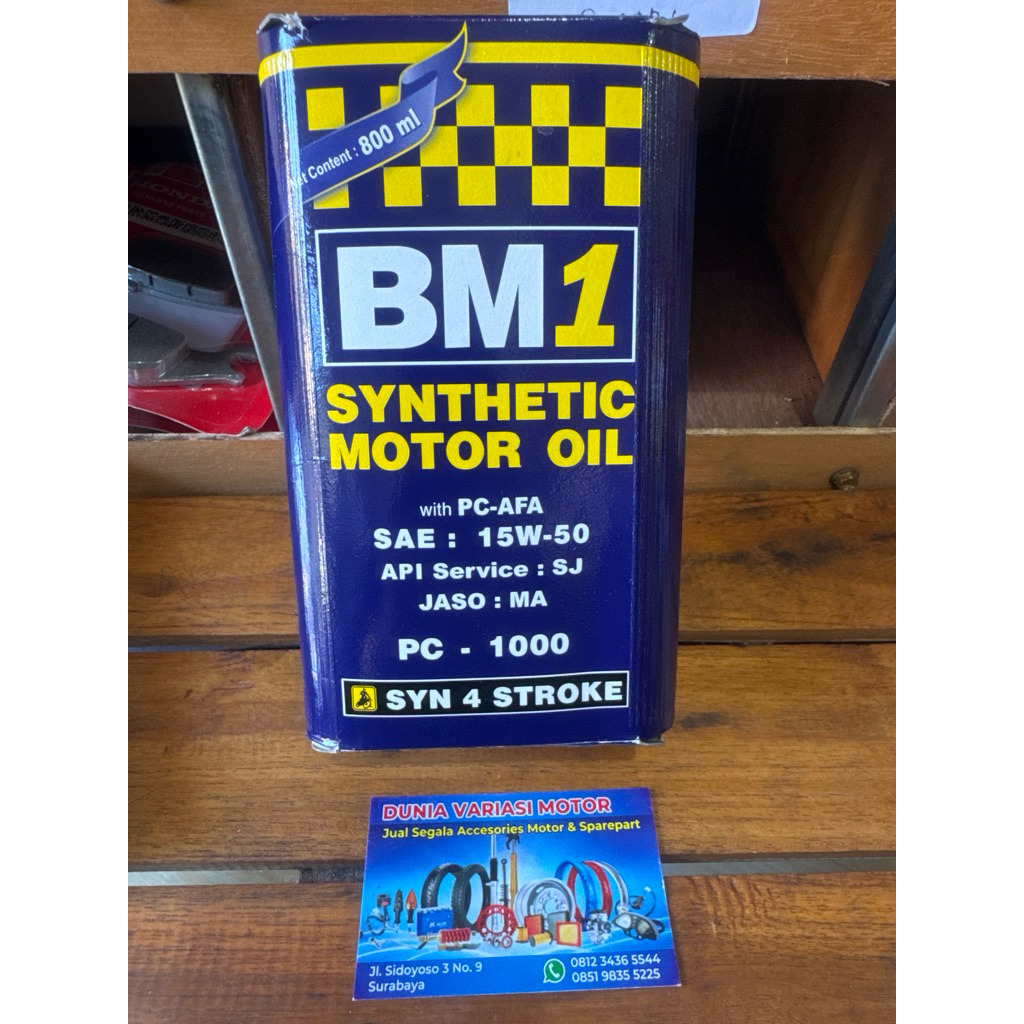 Net Content : 800 ml
BM1
SYNTHETIC
MOTOR OIL
with PC-AFA
SAE : 15W-50
API Service : SJ
JASO : MA
PC - 1000
SYN 4 STROKE
DUNIA VARIASI MOTOR
Jual Segala Accesories Motor & Sparepart
Jl. Sidoyoso 3 No. 9
Surabaya
0812 3436 5544
0851 9835 5225